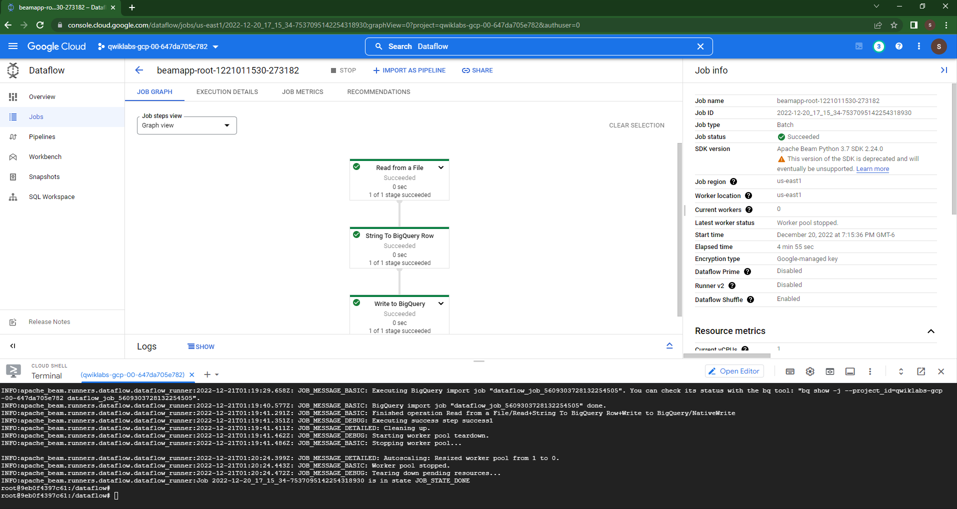 beamapp-ro...30-273182 – Datafl
console.cloud.google.com/dataflow/jobs/us-east1/2022-12-20_17_15_34-7537095142254318930;graphView=0?project=qwiklabs-gcp-00-647da705e782&authuser=0
Google Cloud
qwiklabs-gcp-00-647da705e782
Search Dataflow
3
S
Dataflow
beamapp-root-1221011530-273182
STOP
IMPORT AS PIPELINE
SHARE
Job info
Overview
Jobs
Pipelines
Workbench
Snapshots
SQL Workspace
Release Notes
JOB GRAPH
EXECUTION DETAILS
JOB METRICS
RECOMMENDATIONS
Job steps view
Graph view
CLEAR SELECTION
Read from a File
Succeeded
0 sec
1 of 1 stage succeeded
String To BigQuery Row
Succeeded
0 sec
1 of 1 stage succeeded
Write to BigQuery
Succeeded
0 sec
1 of 1 stage succeeded
Logs
SHOW
Job name beamapp-root-1221011530-273182
Job ID 2022-12-20_17_15_34-7537095142254318930
Job type Batch
Job status Succeeded
SDK version Apache Beam Python 3.7 SDK 2.24.0
This version of the SDK is deprecated and will
eventually be unsupported. Learn more
Job region us-east1
Worker location us-east1
Current workers 0
Latest worker status Worker pool stopped.
Start time December 20, 2022 at 7:15:36 PM GMT-6
Elapsed time 4 min 55 sec
Encryption type Google-managed key
Dataflow Prime Disabled
Runner v2 Disabled
Dataflow Shuffle Enabled
Resource metrics
Current vCPUs 1
CLOUD SHELL
Terminal
(qwiklabs-gcp-00-647da705e782)
Open Editor
INFO:apache_beam.runners.dataflow.dataflow_runner:2022-12-21T01:19:29.658Z: JOB_MESSAGE_BASIC: Executing BigQuery import job "dataflow_job_5609303728132254505". You can check its status with the bq tool: "bq show -j --project_id=qwiklabs-gcp
-00-647da705e782 dataflow_job_5609303728132254505".
INFO:apache_beam.runners.dataflow.dataflow_runner:2022-12-21T01:19:40.577Z: JOB_MESSAGE_BASIC: BigQuery import job "dataflow_job_5609303728132254505" done.
INFO:apache_beam.runners.dataflow.dataflow_runner:2022-12-21T01:19:41.291Z: JOB_MESSAGE_BASIC: Finished operation Read from a File/Read+String To BigQuery Row+Write to BigQuery/NativeWrite
INFO:apache_beam.runners.dataflow.dataflow_runner:2022-12-21T01:19:41.351Z: JOB_MESSAGE_DEBUG: Executing success step success1
INFO:apache_beam.runners.dataflow.dataflow_runner:2022-12-21T01:19:41.411Z: JOB_MESSAGE_DETAILED: Cleaning up.
INFO:apache_beam.runners.dataflow.dataflow_runner:2022-12-21T01:19:41.462Z: JOB_MESSAGE_DEBUG: Starting worker pool teardown.
INFO:apache_beam.runners.dataflow.dataflow_runner:2022-12-21T01:19:41.486Z: JOB_MESSAGE_BASIC: Stopping worker pool...
INFO:apache_beam.runners.dataflow.dataflow_runner:2022-12-21T01:20:24.399Z: JOB_MESSAGE_DETAILED: Autoscaling: Resized worker pool from 1 to 0.
INFO:apache_beam.runners.dataflow.dataflow_runner:2022-12-21T01:20:24.443Z: JOB_MESSAGE_BASIC: Worker pool stopped.
INFO:apache_beam.runners.dataflow.dataflow_runner:2022-12-21T01:20:24.472Z: JOB_MESSAGE_DEBUG: Tearing down pending resources...
INFO:apache_beam.runners.dataflow.dataflow_runner:Job 2022-12-20_17_15_34-7537095142254318930 is in state JOB_STATE_DONE
root@9eb0f4397c61:/dataflow#
root@9eb0f4397c61:/dataflow#